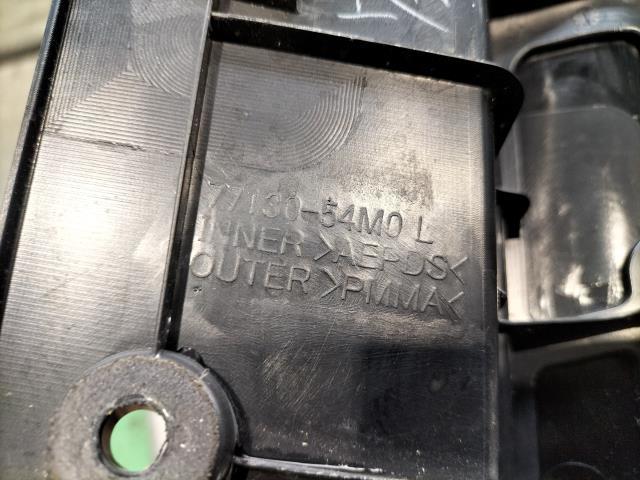 77130-54M0 L
INNER >AEPDS<
OUTER >PMMA<